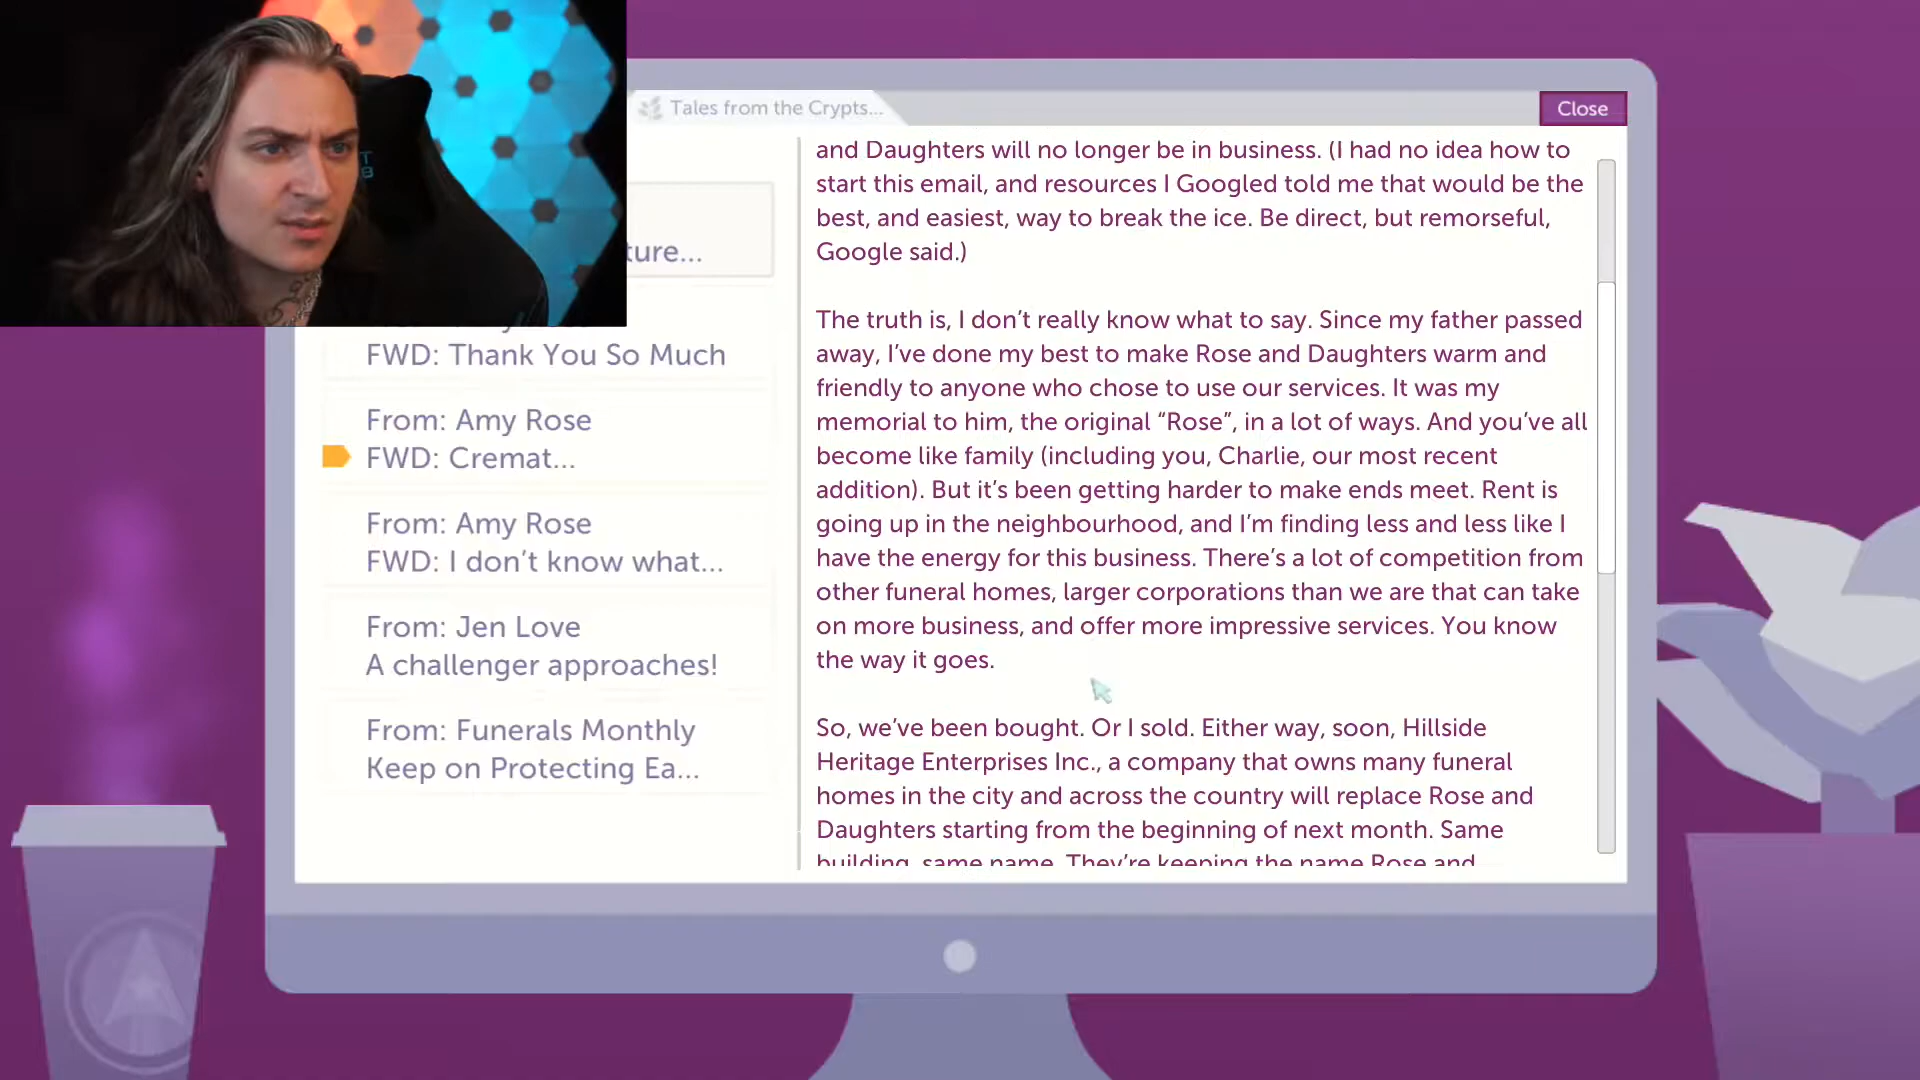 Tales from the Crypts...
Close
ture...
FWD: Thank You So Much
From: Amy Rose
FWD: Cremat...
From: Amy Rose
FWD: I don’t know what...
From: Jen Love
A challenger approaches!
From: Funerals Monthly
Keep on Protecting Ea...
and Daughters will no longer be in business. (I had no idea how to
start this email, and resources I Googled told me that would be the
best, and easiest, way to break the ice. Be direct, but remorseful,
Google said.)
The truth is, I don’t really know what to say. Since my father passed
away, I’ve done my best to make Rose and Daughters warm and
friendly to anyone who chose to use our services. It was my
memorial to him, the original “Rose”, in a lot of ways. And you’ve all
become like family (including you, Charlie, our most recent
addition). But it’s been getting harder to make ends meet. Rent is
going up in the neighbourhood, and I’m finding less and less like I
have the energy for this business. There’s a lot of competition from
other funeral homes, larger corporations than we are that can take
on more business, and offer more impressive services. You know
the way it goes.
So, we’ve been bought. Or I sold. Either way, soon, Hillside
Heritage Enterprises Inc., a company that owns many funeral
homes in the city and across the country will replace Rose and
Daughters starting from the beginning of next month. Same
building, same name. They’re keeping the name Rose and